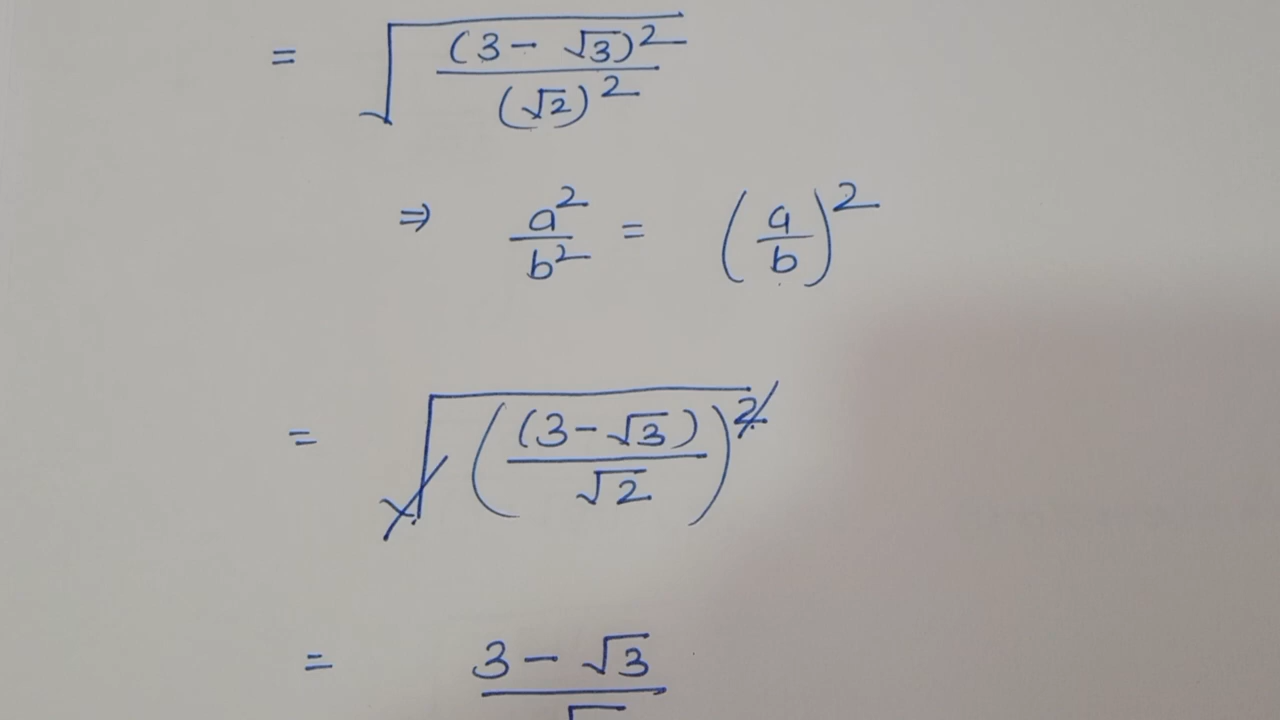 = √((3 - √3)² / (√2)²)
⇒ a² / b² = (a / b)²
= √(((3 - √3) / √2)²)
= 3 - √3 / √